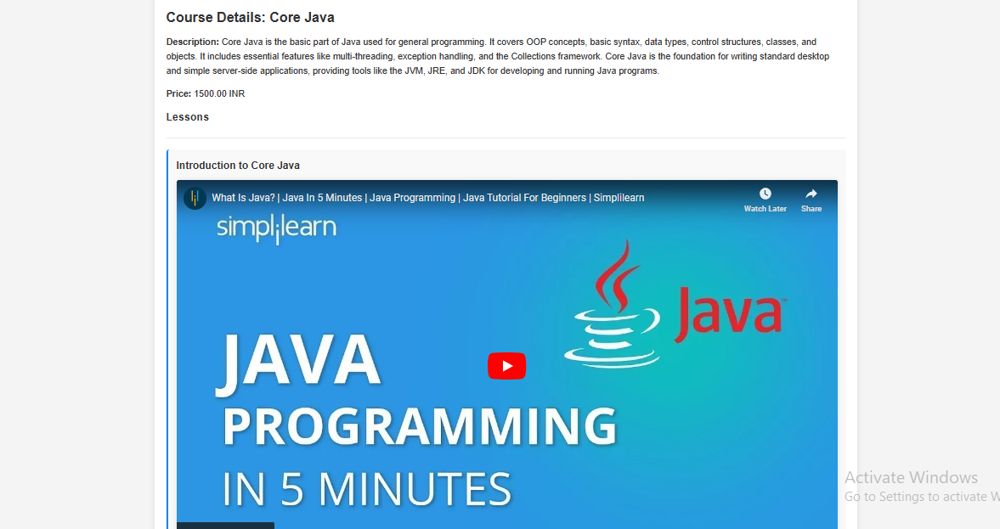 Course Details: Core Java
Description: Core Java is the basic part of Java used for general programming. It covers OOP concepts, basic syntax, data types, control structures, classes, and
objects. It includes essential features like multi-threading, exception handling, and the Collections framework. Core Java is the foundation for writing standard desktop
and simple server-side applications, providing tools like the JVM, JRE, and JDK for developing and running Java programs.
Price: 1500.00 INR
Lessons
Introduction to Core Java
What Is Java? | Java In 5 Minutes | Java Programming | Java Tutorial For Beginners | Simplilearn
Watch Later
Share
simplilearn
Java™
JAVA
PROGRAMMING
IN 5 MINUTES
Activate Windows
Go to Settings to activate W